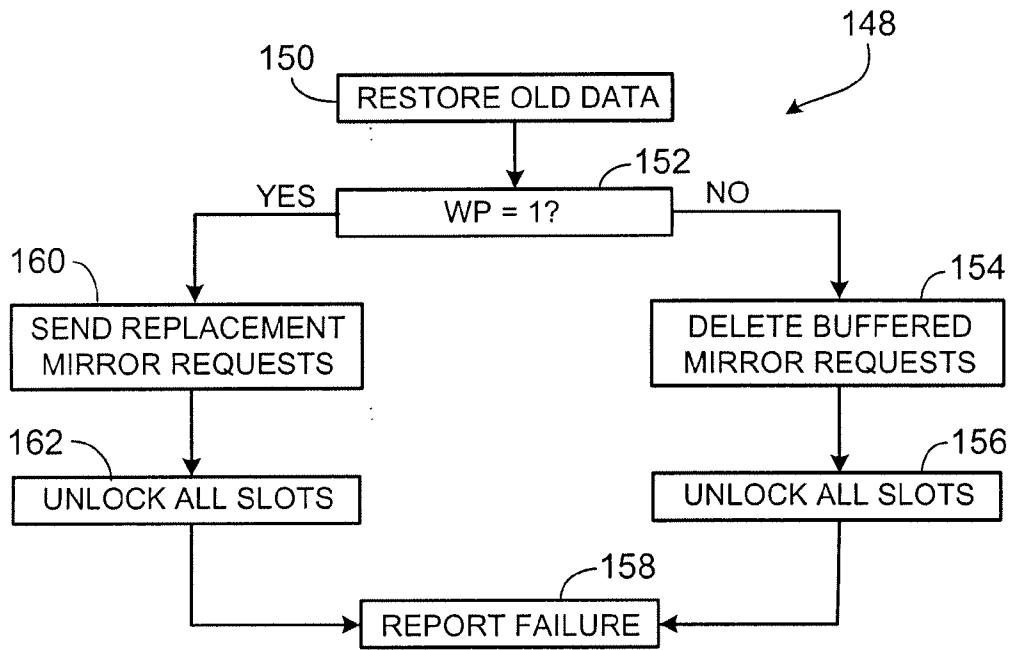 148
150
RESTORE OLD DATA
152
YES
WP = 1?
NO
160
SEND REPLACEMENT
MIRROR REQUESTS
154
DELETE BUFFERED
MIRROR REQUESTS
162
UNLOCK ALL SLOTS
156
UNLOCK ALL SLOTS
158
REPORT FAILURE